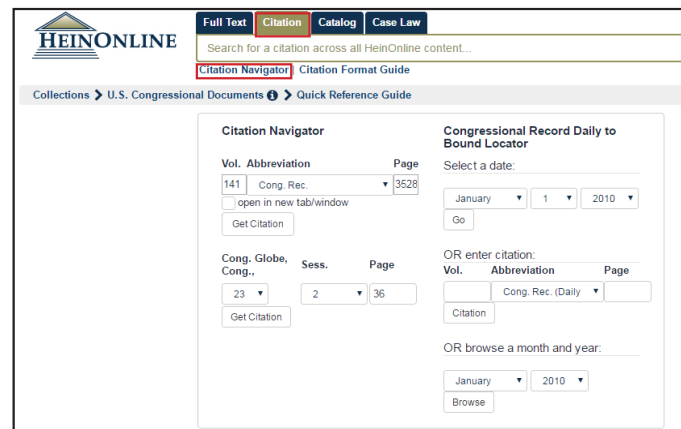 HEINONLINE
Full Text Citation Catalog Case Law
Search for a citation across all HeinOnline content...
Citation Navigator | Citation Format Guide
Collections U.S. Congressional Documents Quick Reference Guide
Citation Navigator
Vol. Abbreviation Page
141 Cong. Rec. 3528
open in new tab/window
Get Citation
Cong. Globe, Cong., Sess. Page
23 2 36
Get Citation
Congressional Record Daily to
Bound Locator
Select a date:
January 1 2010
Go
OR enter citation:
Vol. Abbreviation Page
Cong. Rec. (Daily
Citation
OR browse a month and year:
January 2010
Browse